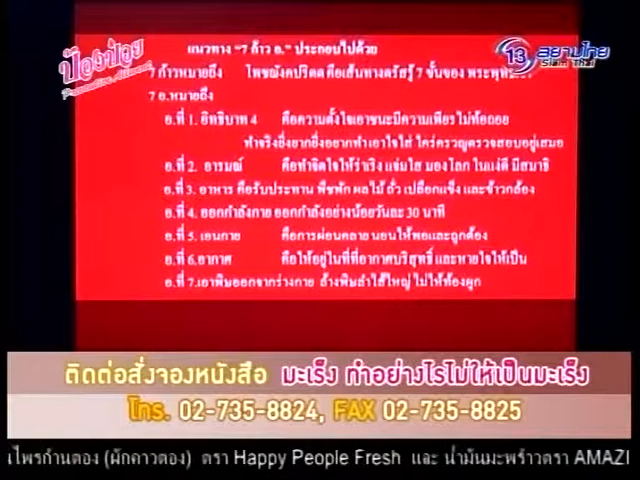 ป้องป่อย
13 สยามไทย
Siam Thai
แนวทาง "7 ก้าว อ." ประกอบไปด้วย
7 ก้าวหมายถึง โพชฌังคปริตต คือเส้นทางตรัสรู้ 7 ขั้นของ
7 อ.หมายถึง
อ.ที่ 1. อิทธิบาท 4 คือความตั้งใจเอาชนะมีความเพียร ไม่ท้อถอย
ทำจริงยิ่งยากยิ่งอยากทำเอาใจใส่ ใคร่ครวญตรวจสอบอยู่เสมอ
อ.ที่ 2. อารมณ์ คือทำจิตใจให้ร่าเริง แจ่มใส มองโลก ในแง่ดี มีสมาธิ
อ.ที่ 3. อาหาร คือรับประทาน พืชผัก ผลไม้ ถั่ว เปลือกแข็ง และข้าวกล้อง
อ.ที่ 4. ออกกำลังกาย ออกกำลังอย่างน้อยวันละ 30 นาที
อ.ที่ 5. เอนกาย คือการผ่อนคลาย นอนให้พอและถูกต้อง
อ.ที่ 6.อากาศ คือให้อยู่ในที่ที่อากาศบริสุทธิ์ และหายใจให้เป็น
อ.ที่ 7.เอาพิษออกจากร่างกาย ล้างพิษลำไส้ใหญ่ ไม่ให้ท้องผูก
ติดต่อสั่งจองหนังสือ มะเร็ง ทำอย่างไรไม่ให้เป็นมะเร็ง
โทร. 02-735-8824, FAX 02-735-8825
(ผักคาวตอง) ตรา Happy People Fresh และ น้ำมันมะพร้าวตรา AMAZI